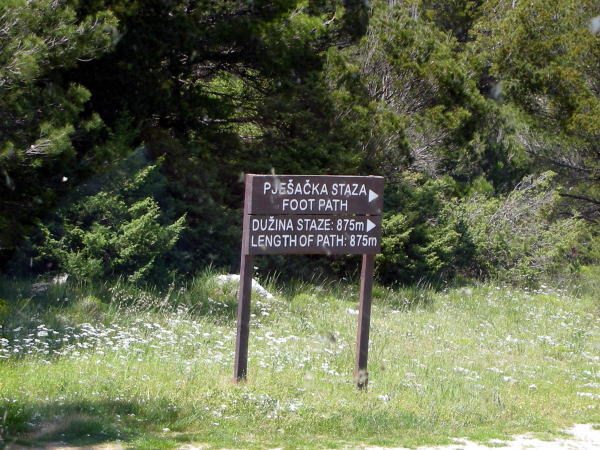 PJEŠAČKA STAZA
FOOT PATH
DUŽINA STAZE: 875m
LENGTH OF PATH: 875m